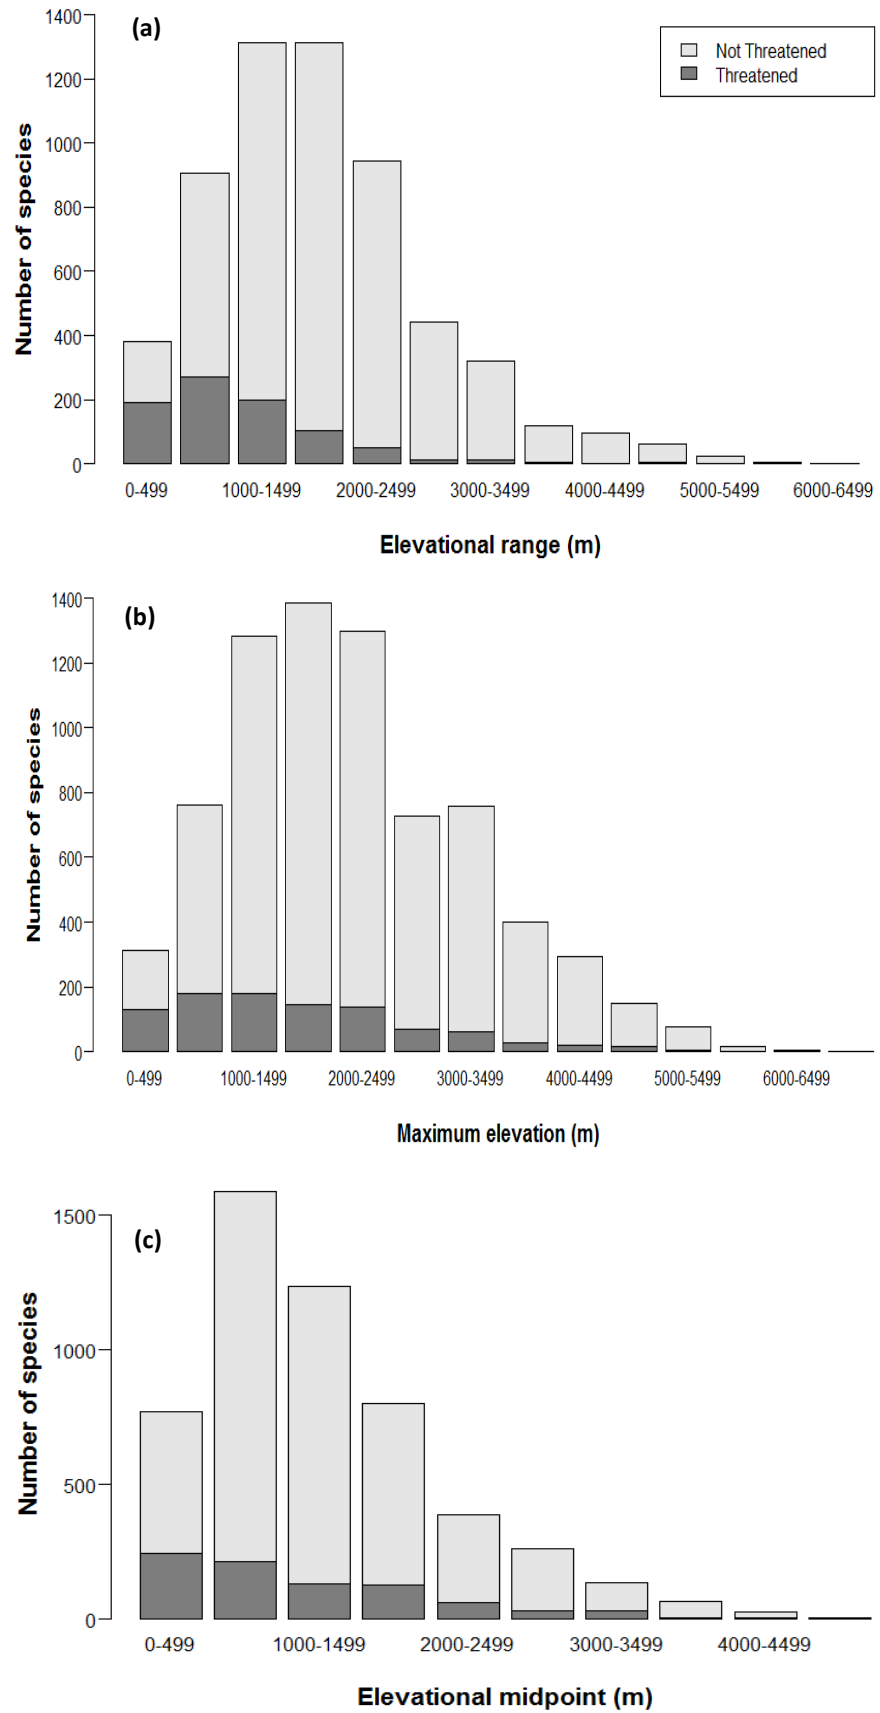 (a)
Not Threatened
Threatened
Number of species
1400
1200
1000
800
600
400
200
0
0-499 1000-1499 2000-2499 3000-3499 4000-4499 5000-5499 6000-6499
Elevational range (m)
(b)
Number of species
1400
1200
1000
800
600
400
200
0
0-499 1000-1499 2000-2499 3000-3499 4000-4499 5000-5499 6000-6499
Maximum elevation (m)
(c)
Number of species
1500
1000
500
0
0-499 1000-1499 2000-2499 3000-3499 4000-4499
Elevational midpoint (m)